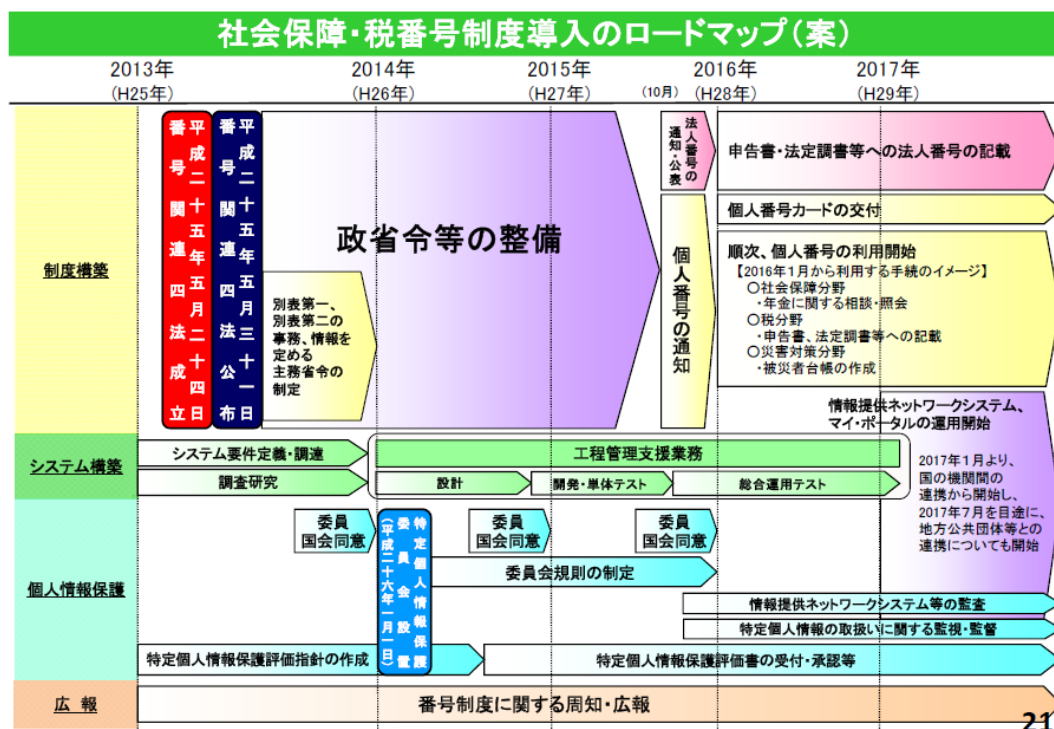 社会保障・税番号制度導入のロードマップ(案)
2013年
(H25年)
2014年
(H26年)
2015年
(H27年)
(10月)
2016年
(H28年)
2017年
(H29年)
制度構築
平成二十五年五月二十四日
番号関連四法成立
平成二十五年五月三十一日
番号関連四法公布
政省令等の整備
別表第一、
別表第二の
事務、情報を
定める
主務省令の
制定
法人番号の
通知・公表
個人番号の通知
申告書・法定調書等への法人番号の記載
個人番号カードの交付
順次、個人番号の利用開始
【2016年1月から利用する手続のイメージ】
○社会保障分野
・年金に関する相談・照会
○税分野
・申告書、法定調書等への記載
○災害対策分野
・被災者台帳の作成
情報提供ネットワークシステム、
マイ・ポータルの運用開始
2017年1月より、
国の機関間の
連携から開始し、
2017年7月を目途に、
地方公共団体等との
連携についても開始
システム構築
システム要件定義・調達
工程管理支援業務
調査研究
設計
開発・単体テスト
総合運用テスト
個人情報保護
委員
国会同意
特定個人情報保護
委員会設置
(平成二十六年一月一日)
委員
国会同意
委員
国会同意
委員会規則の制定
情報提供ネットワークシステム等の監査
特定個人情報の取扱いに関する監視・監督
特定個人情報保護評価指針の作成
特定個人情報保護評価書の受付・承認等
広 報
番号制度に関する周知・広報
21